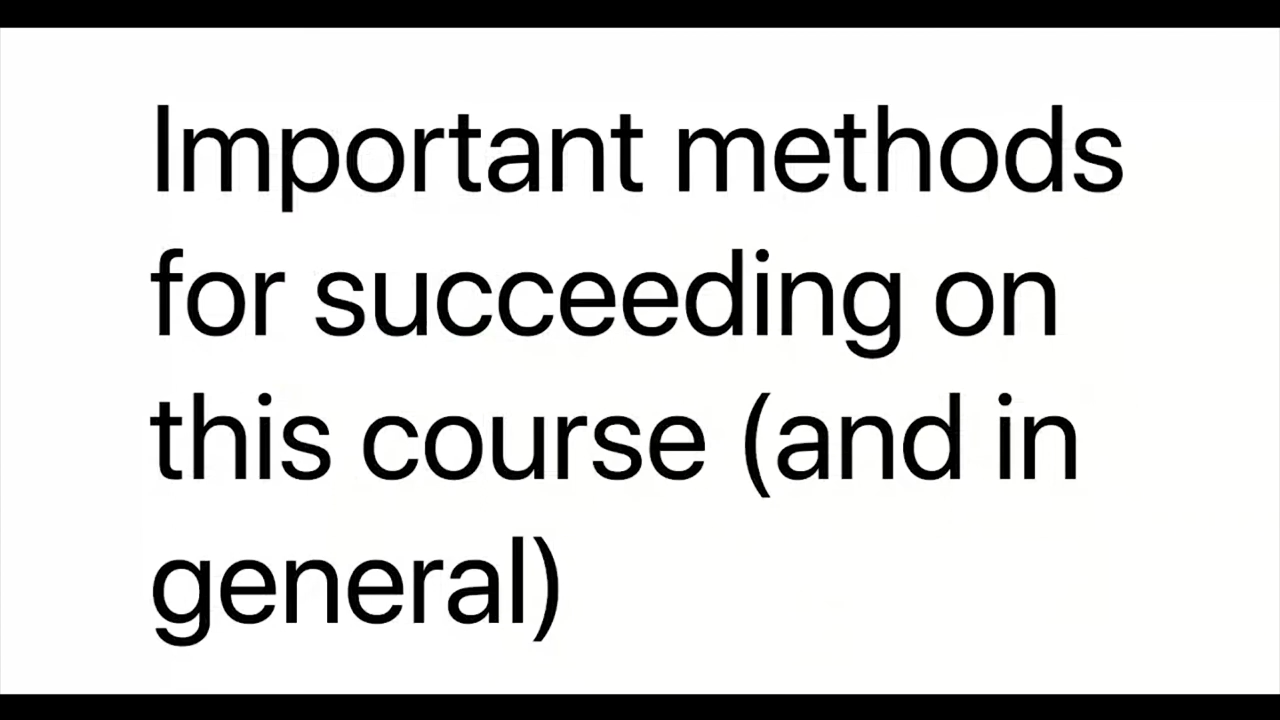 Important methods
for succeeding on
this course (and in
general)